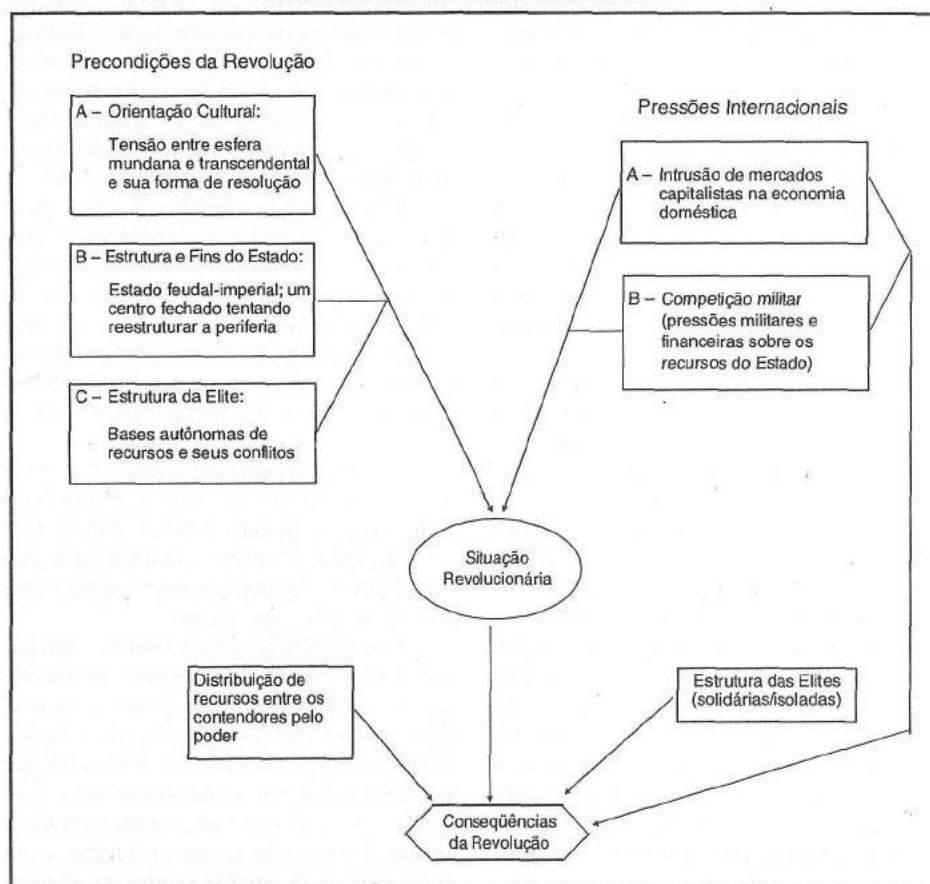 Precondições da Revolução
A – Orientação Cultural:
Tensão entre esfera
mundana e transcendental
e sua forma de resolução
B – Estrutura e Fins do Estado:
Estado feudal-imperial; um
centro fechado tentando
reestruturar a periferia
C – Estrutura da Elite:
Bases autônomas de
recursos e seus conflitos
Pressões Internacionais
A – Intrusão de mercados
capitalistas na economia
doméstica
B – Competição militar
(pressões militares e
financeiras sobre os
recursos do Estado)
Situação
Revolucionária
Distribuição de
recursos entre os
contendores pelo
poder
Estrutura das Elites
(solidárias/isoladas)
Conseqüências
da Revolução